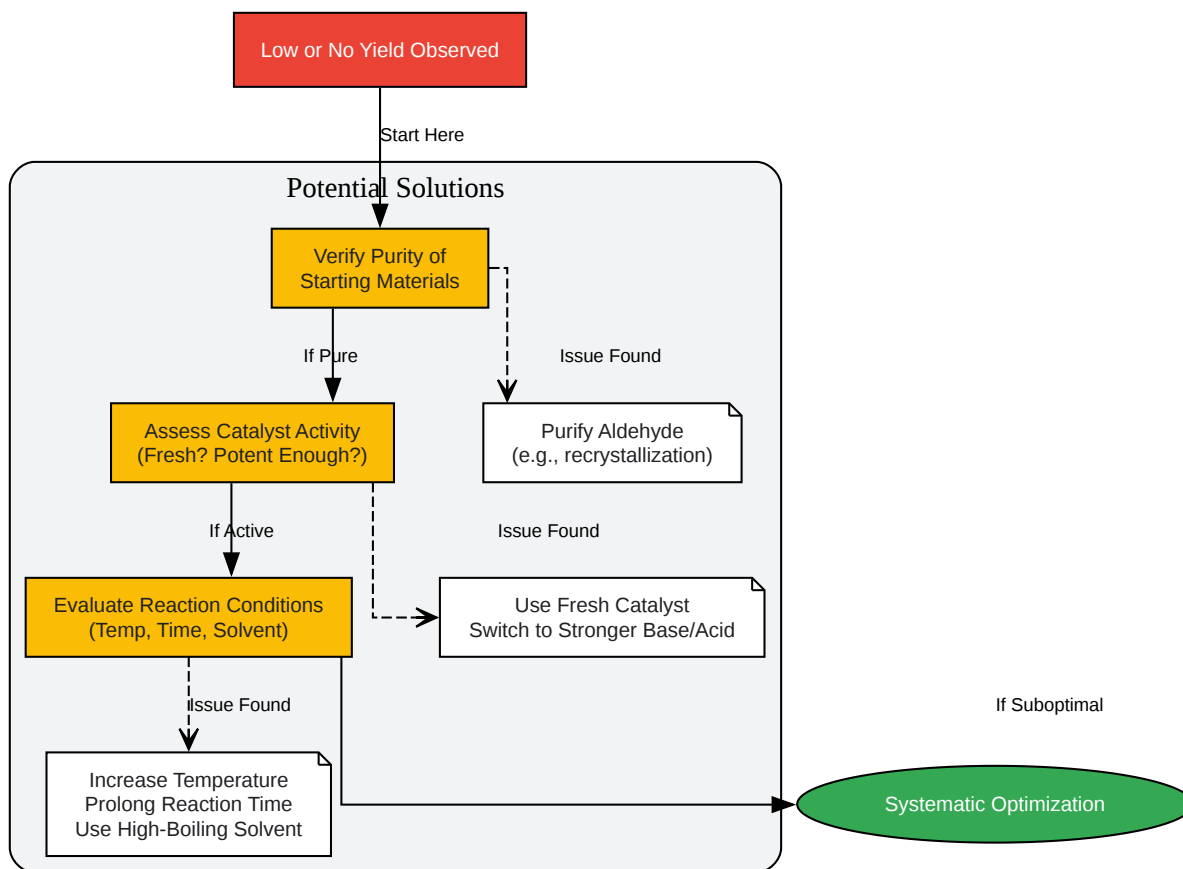 Low or No Yield Observed
Start Here
Potential Solutions
Verify Purity of
Starting Materials
If Pure
Issue Found
Assess Catalyst Activity
(Fresh? Potent Enough?)
Purify Aldehyde
(e.g., recrystallization)
If Active
Issue Found
Evaluate Reaction Conditions
(Temp, Time, Solvent)
Use Fresh Catalyst
Switch to Stronger Base/Acid
Issue Found
If Suboptimal
Increase Temperature
Prolong Reaction Time
Use High-Boiling Solvent
Systematic Optimization